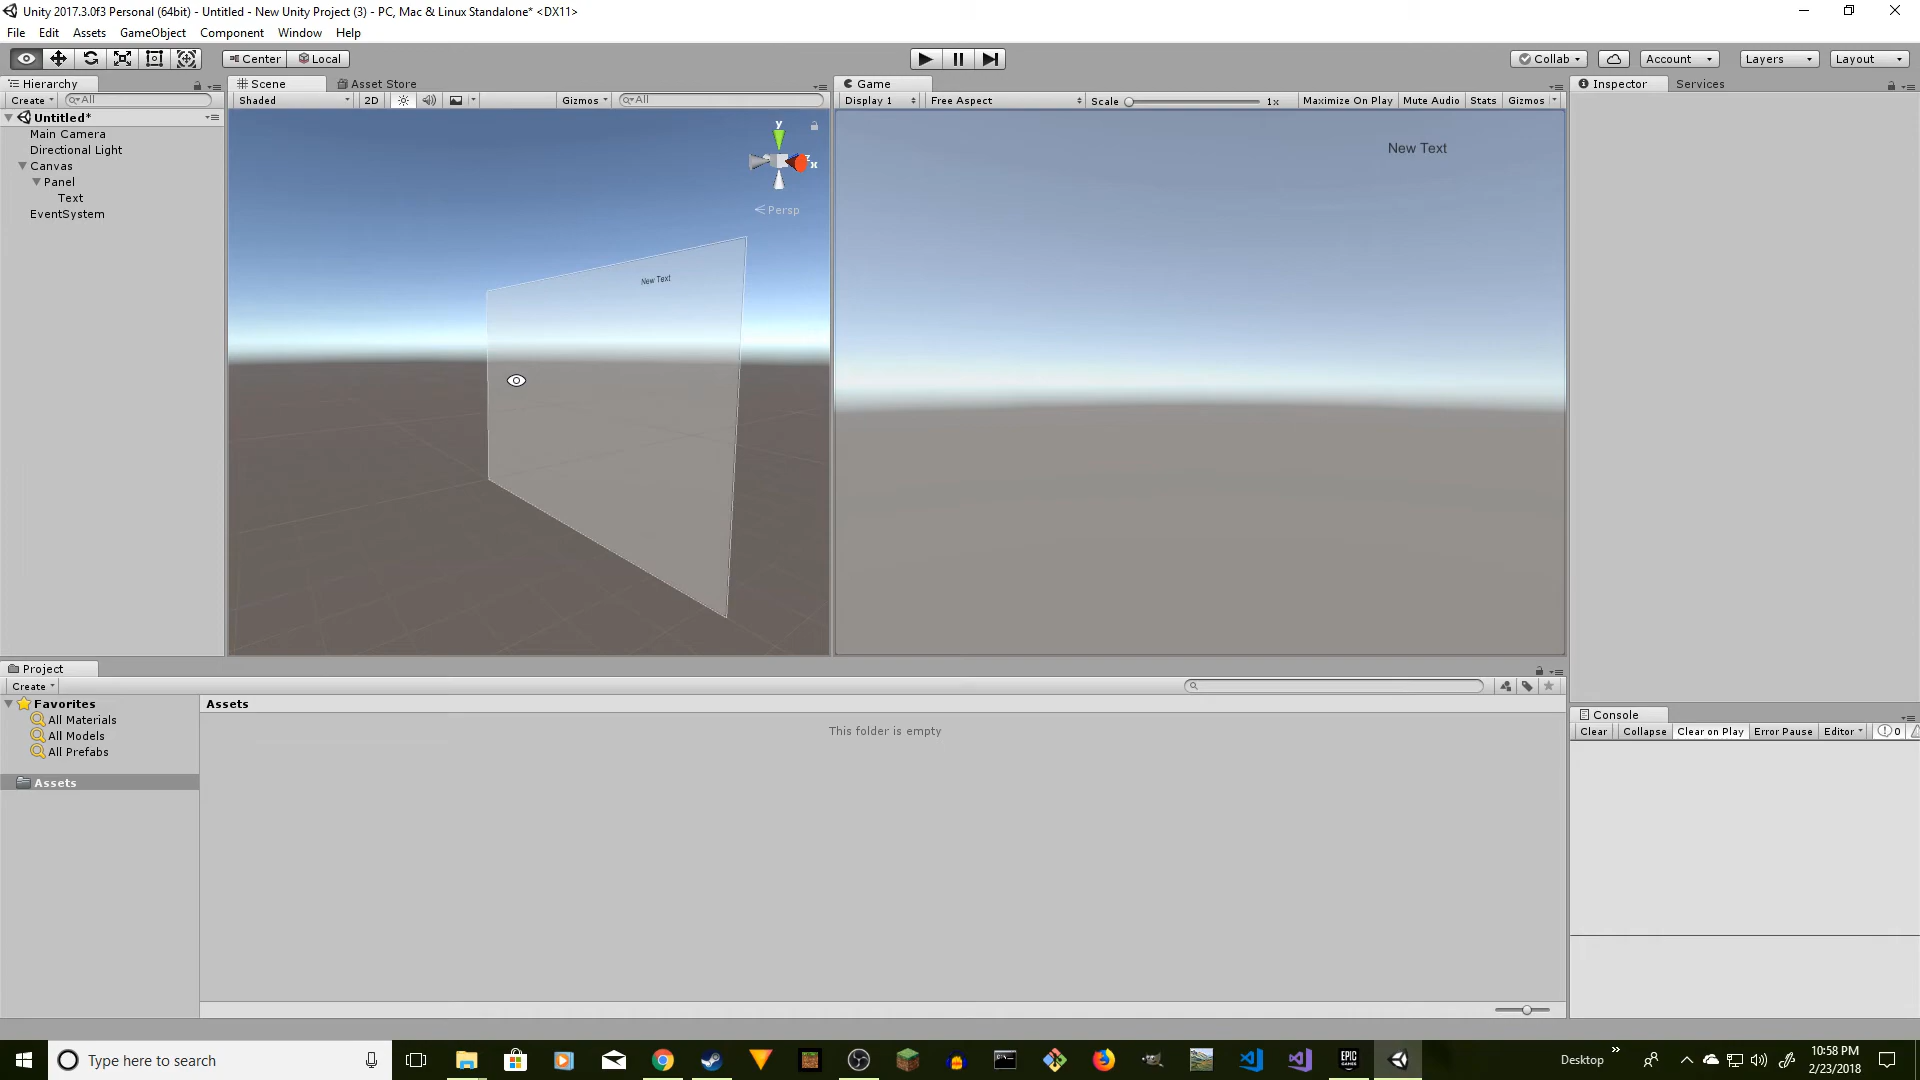 Unity 2017.3.0f3 Personal (64bit) - Untitled - New Unity Project (3) - PC, Mac & Linux Standalone* <DX11>
File Edit Assets GameObject Component Window Help
Center Local Collab Account Layers Layout
Hierarchy Scene Asset Store Game Inspector Services
Create All Shaded 2D Gizmos All Display 1 Free Aspect Scale 1x Maximize On Play Mute Audio Stats Gizmos
Untitled*
Main Camera
Directional Light
Canvas
Panel
Text
EventSystem
y
z
x
Persp
New Text
New Text
Project
Create
Favorites
All Materials
All Models
All Prefabs
Assets
Assets
This folder is empty
Console
Clear Collapse Clear on Play Error Pause Editor 0
Type here to search
EPIC
GAMES
Desktop
10:58 PM
2/23/2018